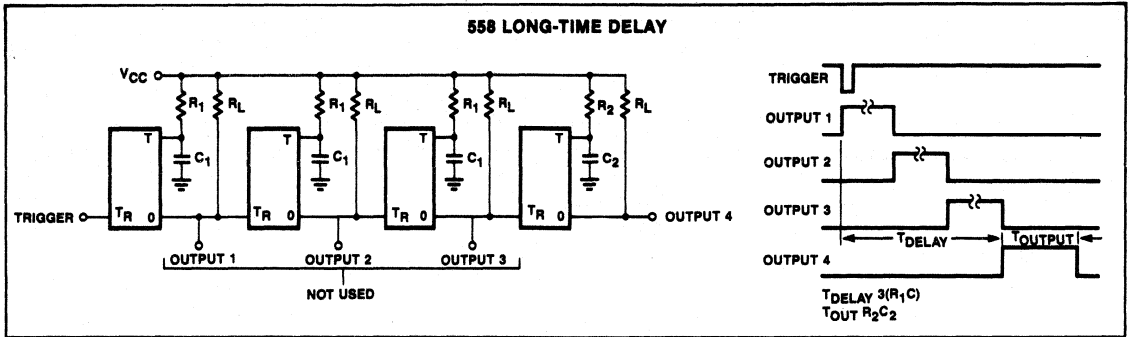 558 LONG-TIME DELAY
VCC
R1
RL
R1
RL
R1
RL
R2
RL
T
T
T
T
C1
C1
C1
C2
TRIGGER
TR 0
TR 0
TR 0
TR 0
OUTPUT 4
OUTPUT 1
OUTPUT 2
OUTPUT 3
NOT USED
TRIGGER
OUTPUT 1
OUTPUT 2
OUTPUT 3
TDELAY
TOUTPUT
OUTPUT 4
TDELAY 3(R1C)
TOUT R2C2